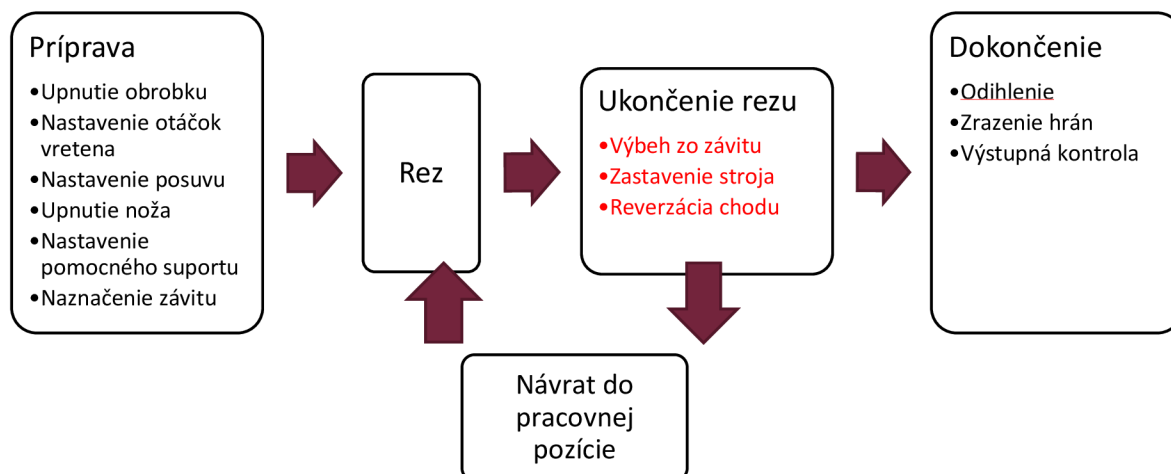 Príprava
•Upnutie obrobku
•Nastavenie otáčok
vretena
•Nastavenie posuvu
•Upnutie noža
•Nastavenie
pomocného suportu
•Naznačenie závitu
Rez
Ukončenie rezu
•Výbeh zo závitu
•Zastavenie stroja
•Reverzácia chodu
Návrat do
pracovnej
pozície
Dokončenie
•Odihlenie
•Zrazenie hrán
•Výstupná kontrola